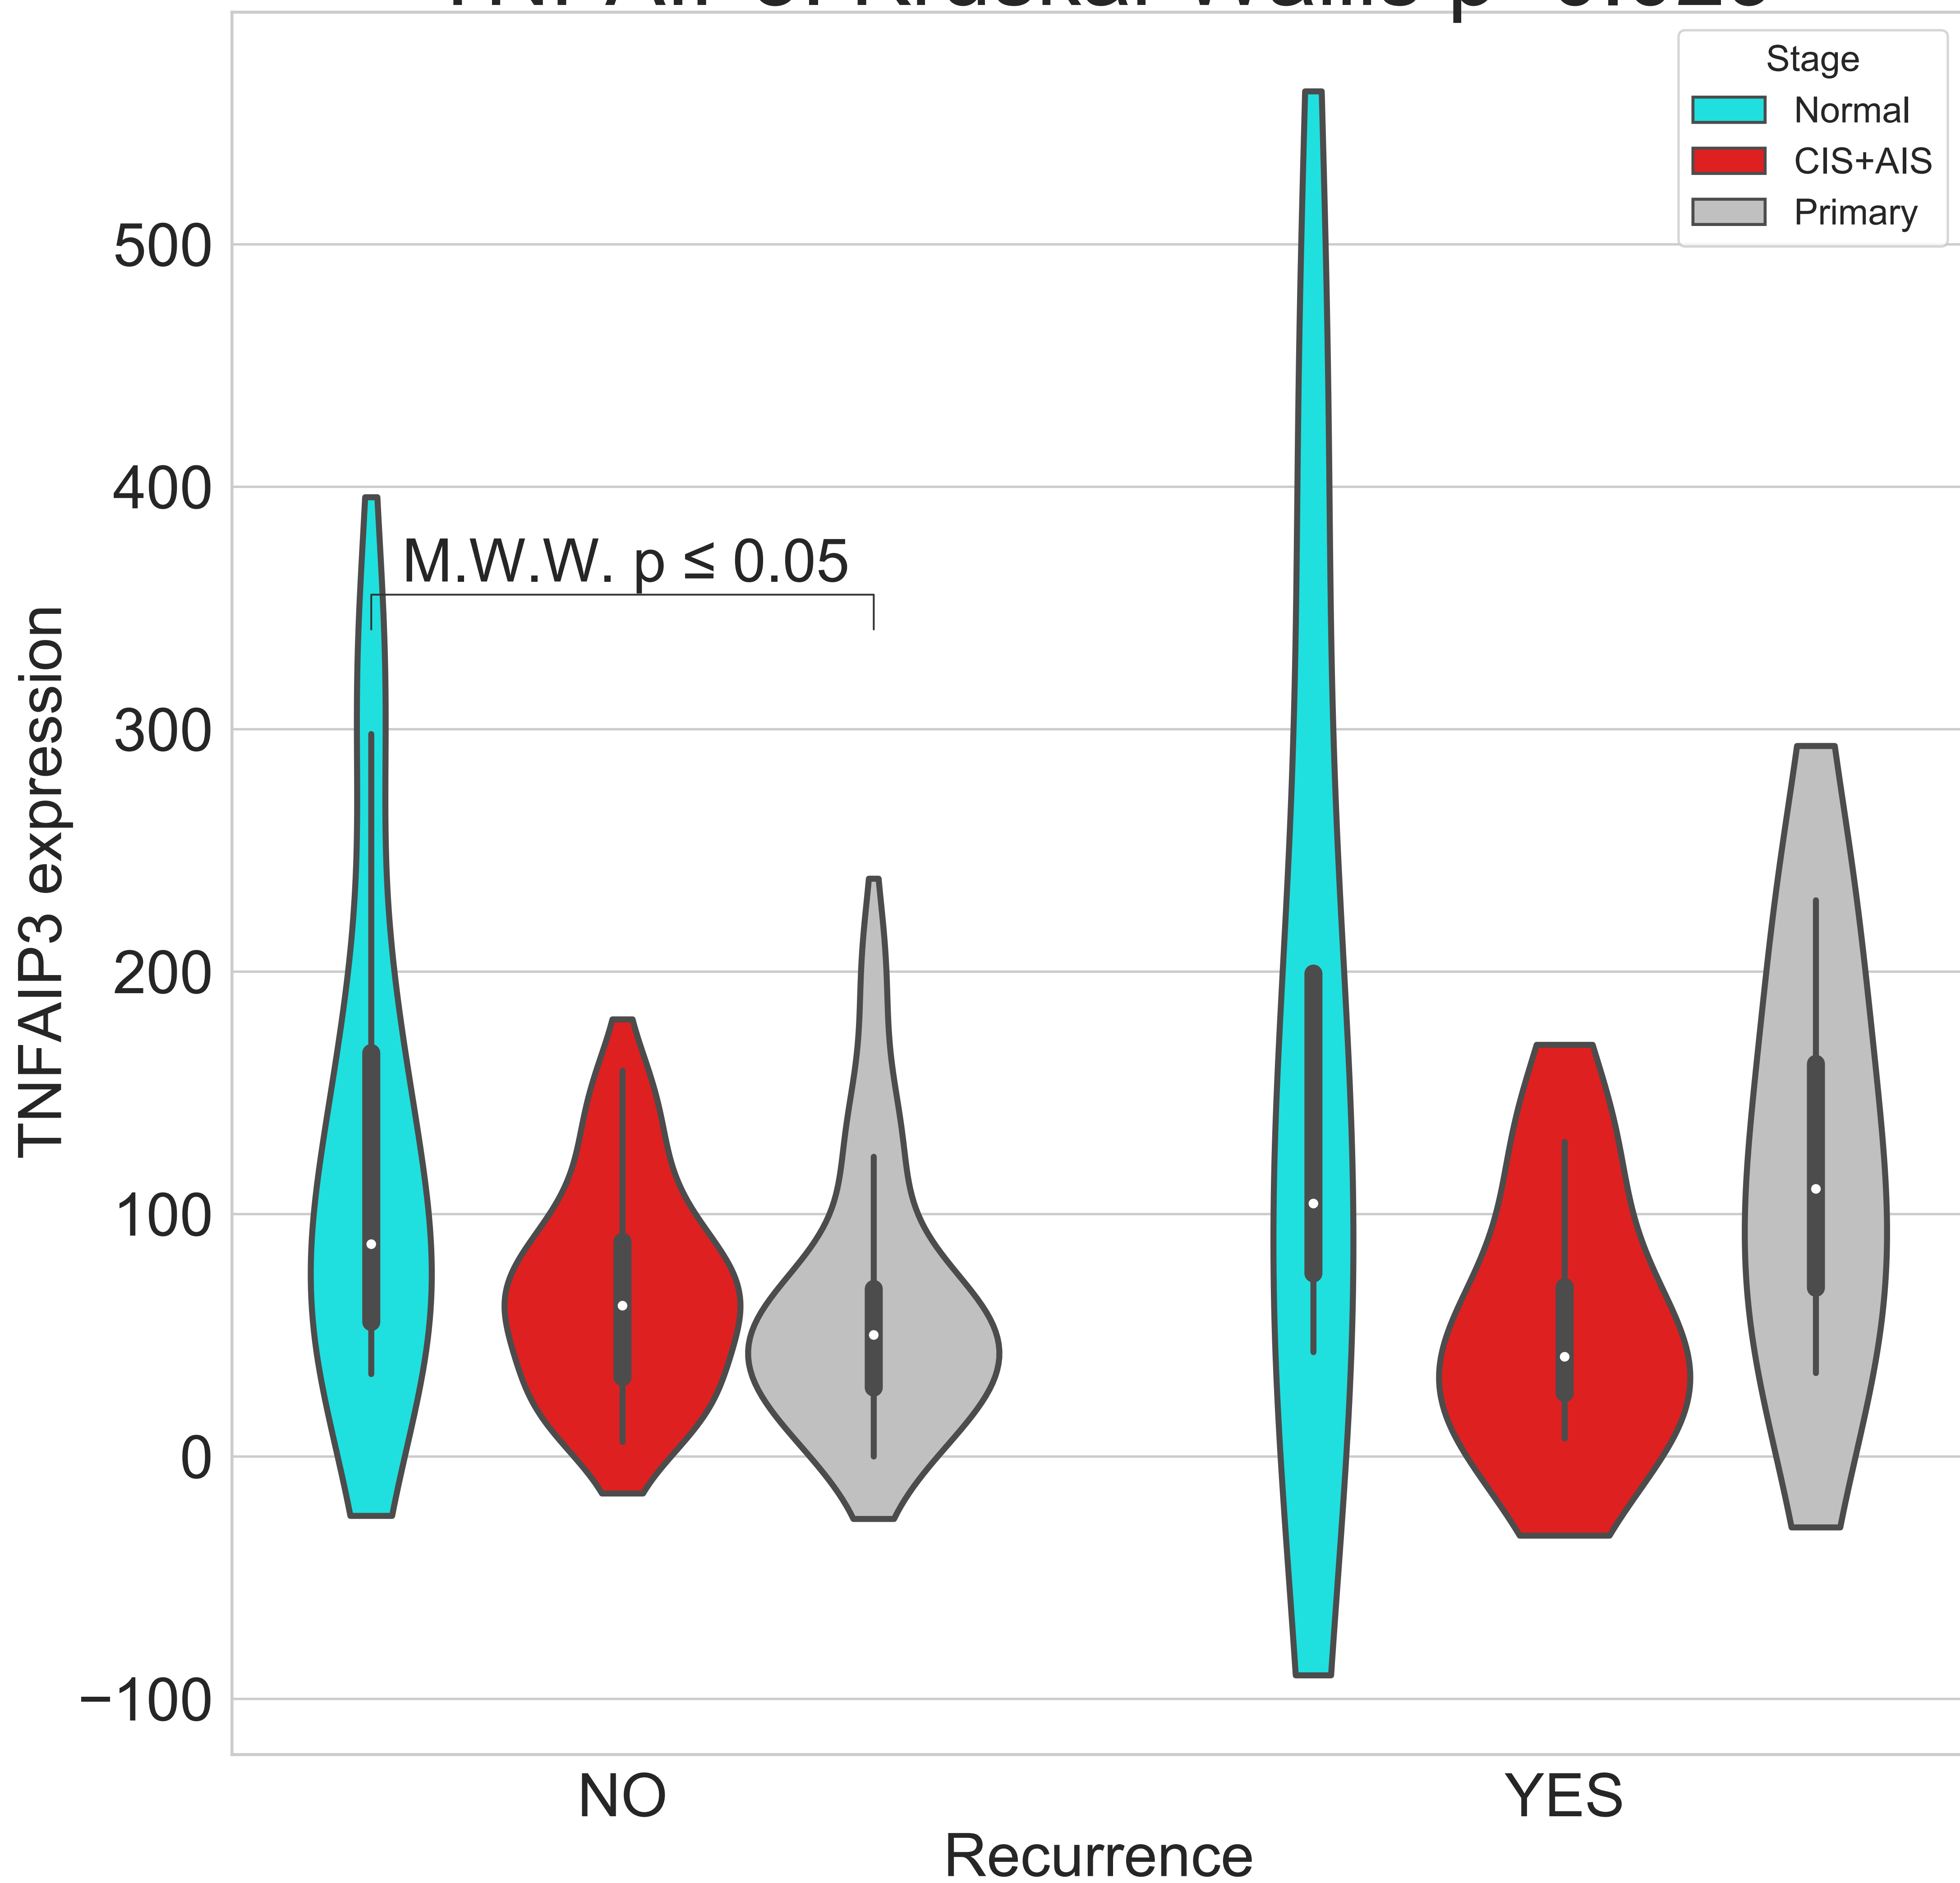 Stage
Normal
CIS+AIS
Primary
500
400
300
200
100
0
−100
M.W.W. p ≤ 0.05
TNFAIP3 expression
NO
YES
Recurrence